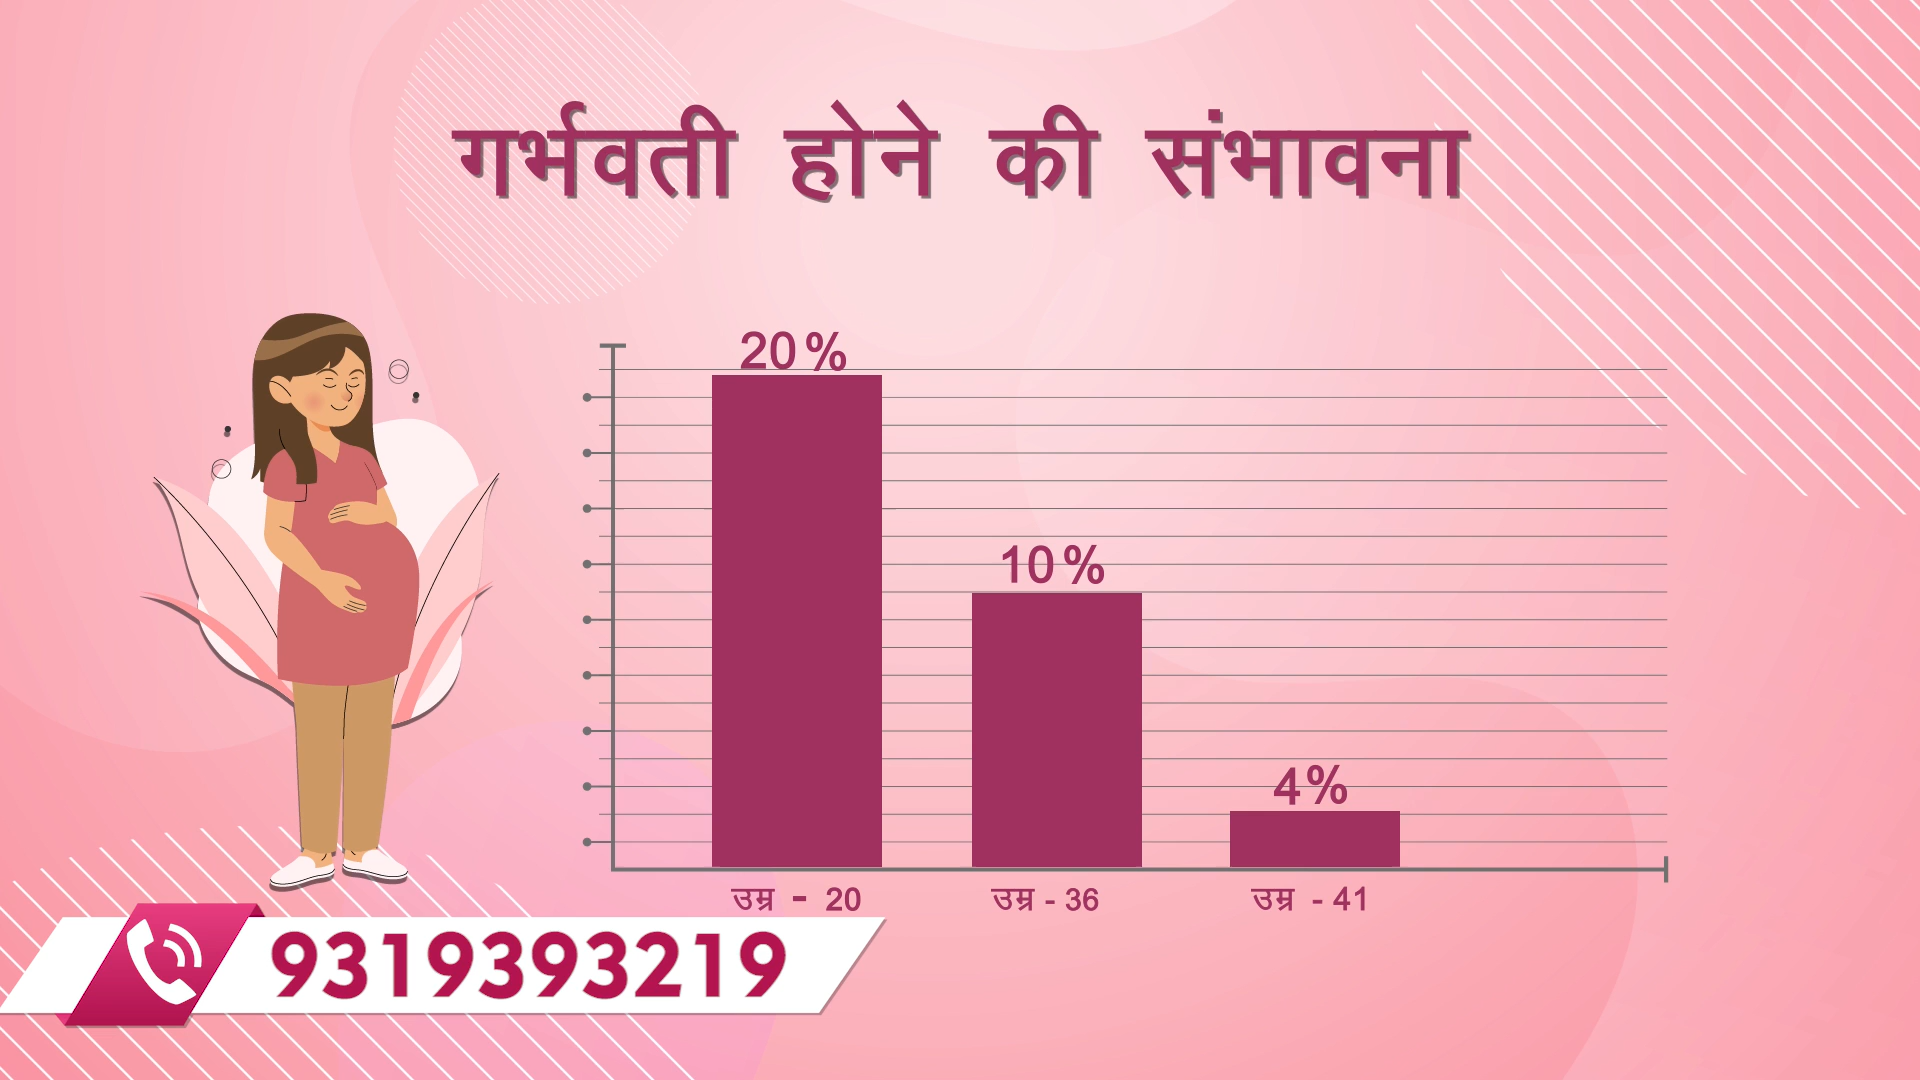 गर्भवती होने की संभावना
20%
10%
4%
उम्र - 20
उम्र - 36
उम्र - 41
9319393219